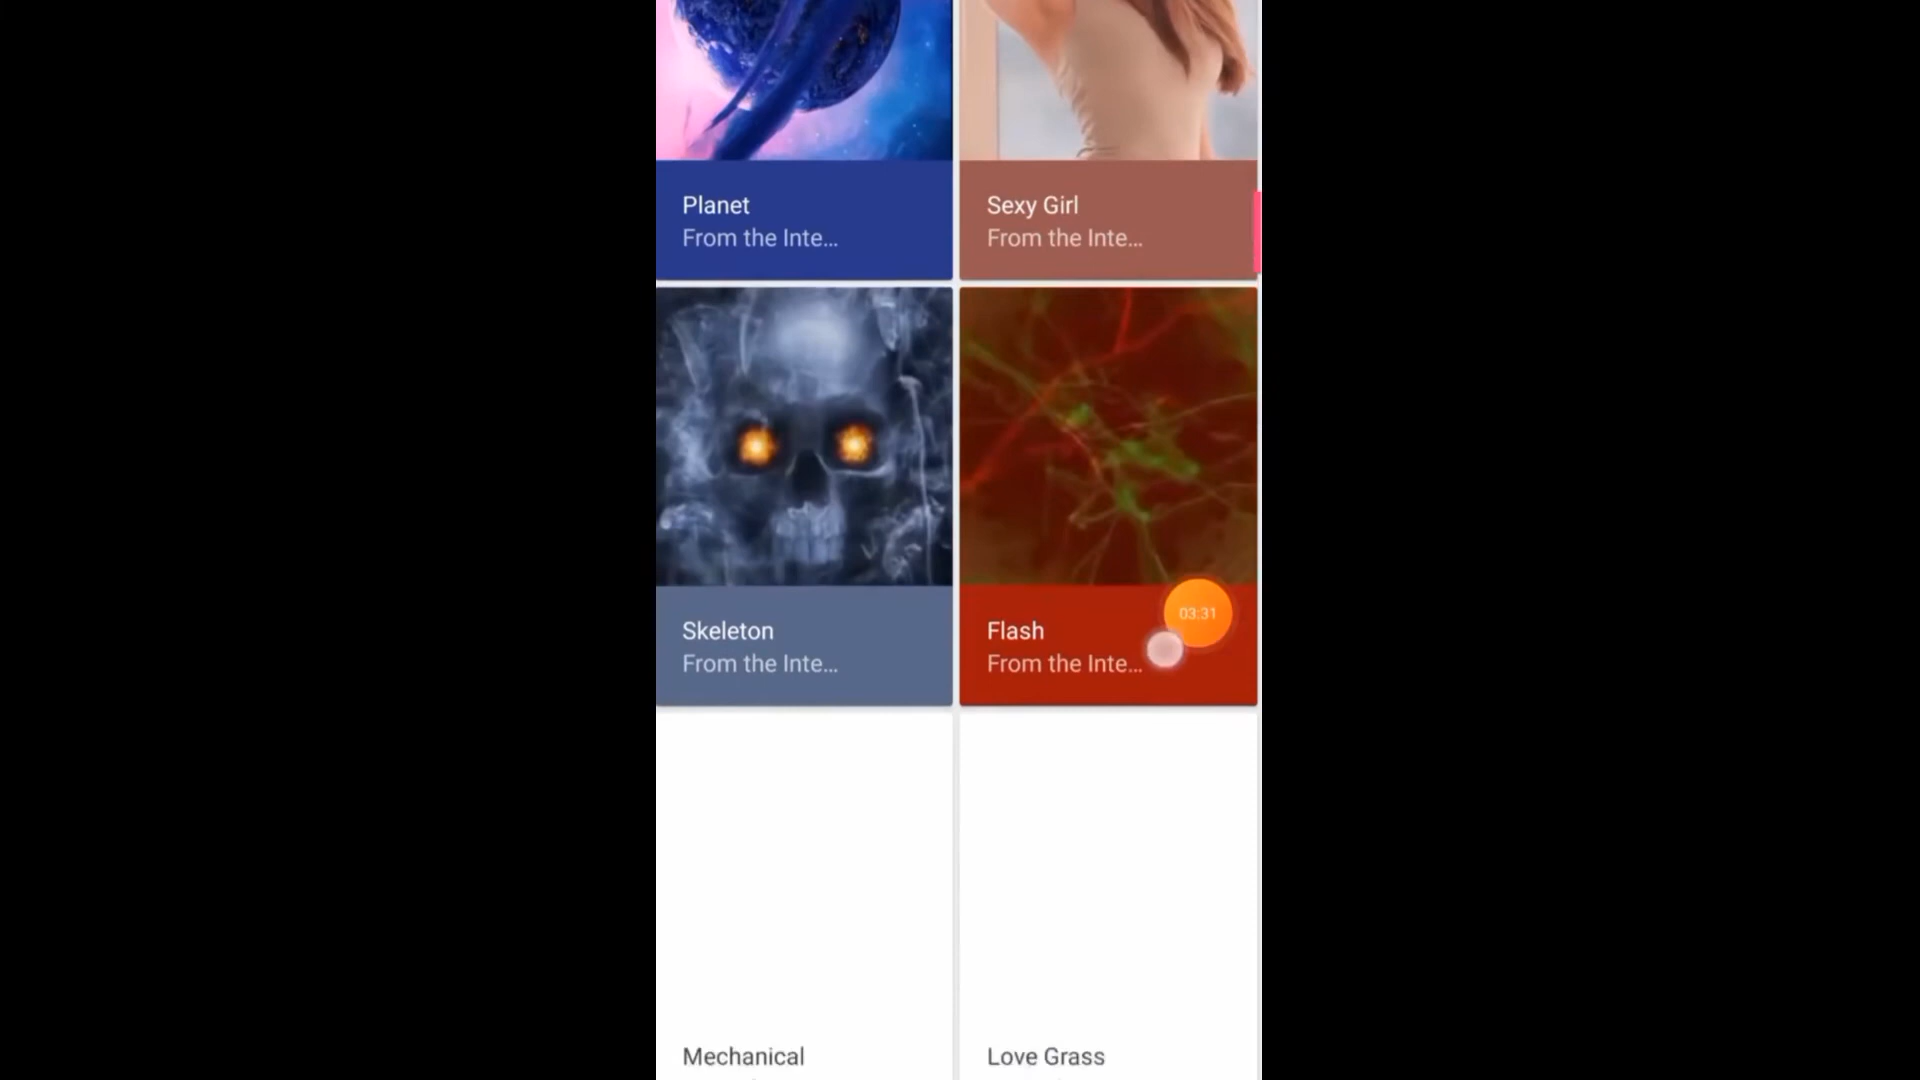 Planet
From the Inte...
Sexy Girl
From the Inte...
Skeleton
From the Inte...
Flash
From the Inte...
03:31
Mechanical
Love Grass